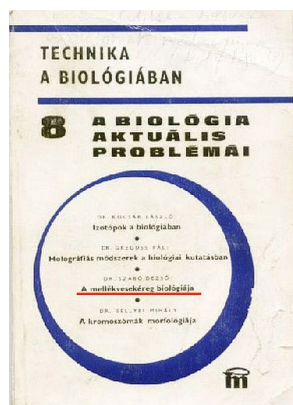 TECHNIKA
A BIOLÓGIÁBAN
8 A BIOLÓGIA
AKTUÁLIS
PROBLÉMÁI
DR. KOCSÁR LÁSZLÓ:
Izotópok a biológiában
DR. GREGUSS PÁL:
Holográfiás módszerek a biológiai kutatásban
DR. SZABÓ DEZSŐ:
A mellékvesekéreg biológiája
DR. BELLYEI MIHÁLY:
A kromoszómák morfológiája
m